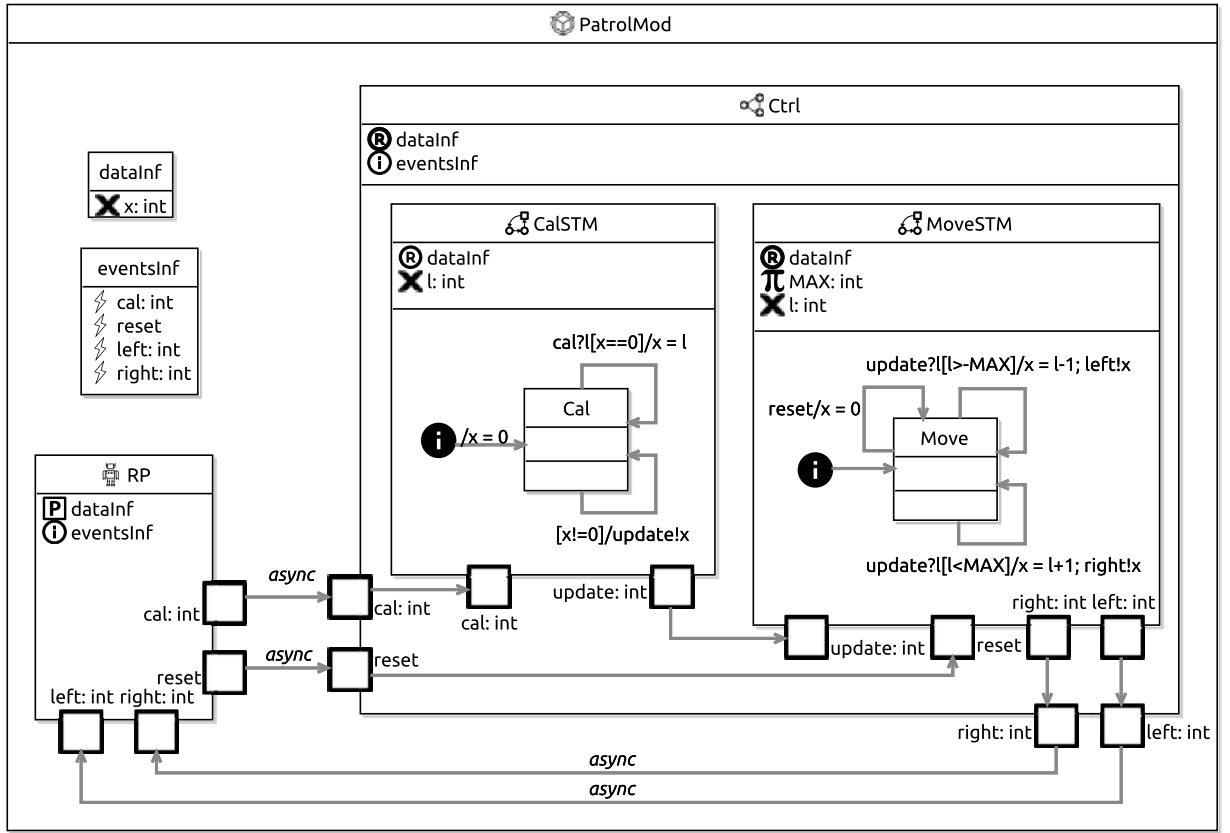 PatrolMod
Ctrl
R dataInf
i eventsInf
dataInf
x: int
eventsInf
cal: int
reset
left: int
right: int
CalSTM
R dataInf
l: int
cal?l[x==0]/x = l
Cal
i /x = 0
[x!=0]/update!x
MoveSTM
R dataInf
π MAX: int
l: int
update?l[l>-MAX]/x = l-1; left!x
reset/x = 0
Move
i
update?l[l<MAX]/x = l+1; right!x
RP
P dataInf
i eventsInf
cal: int
async
cal: int
cal: int
update: int
update: int
reset
right: int left: int
reset
async
reset
left: int right: int
right: int
left: int
async
async